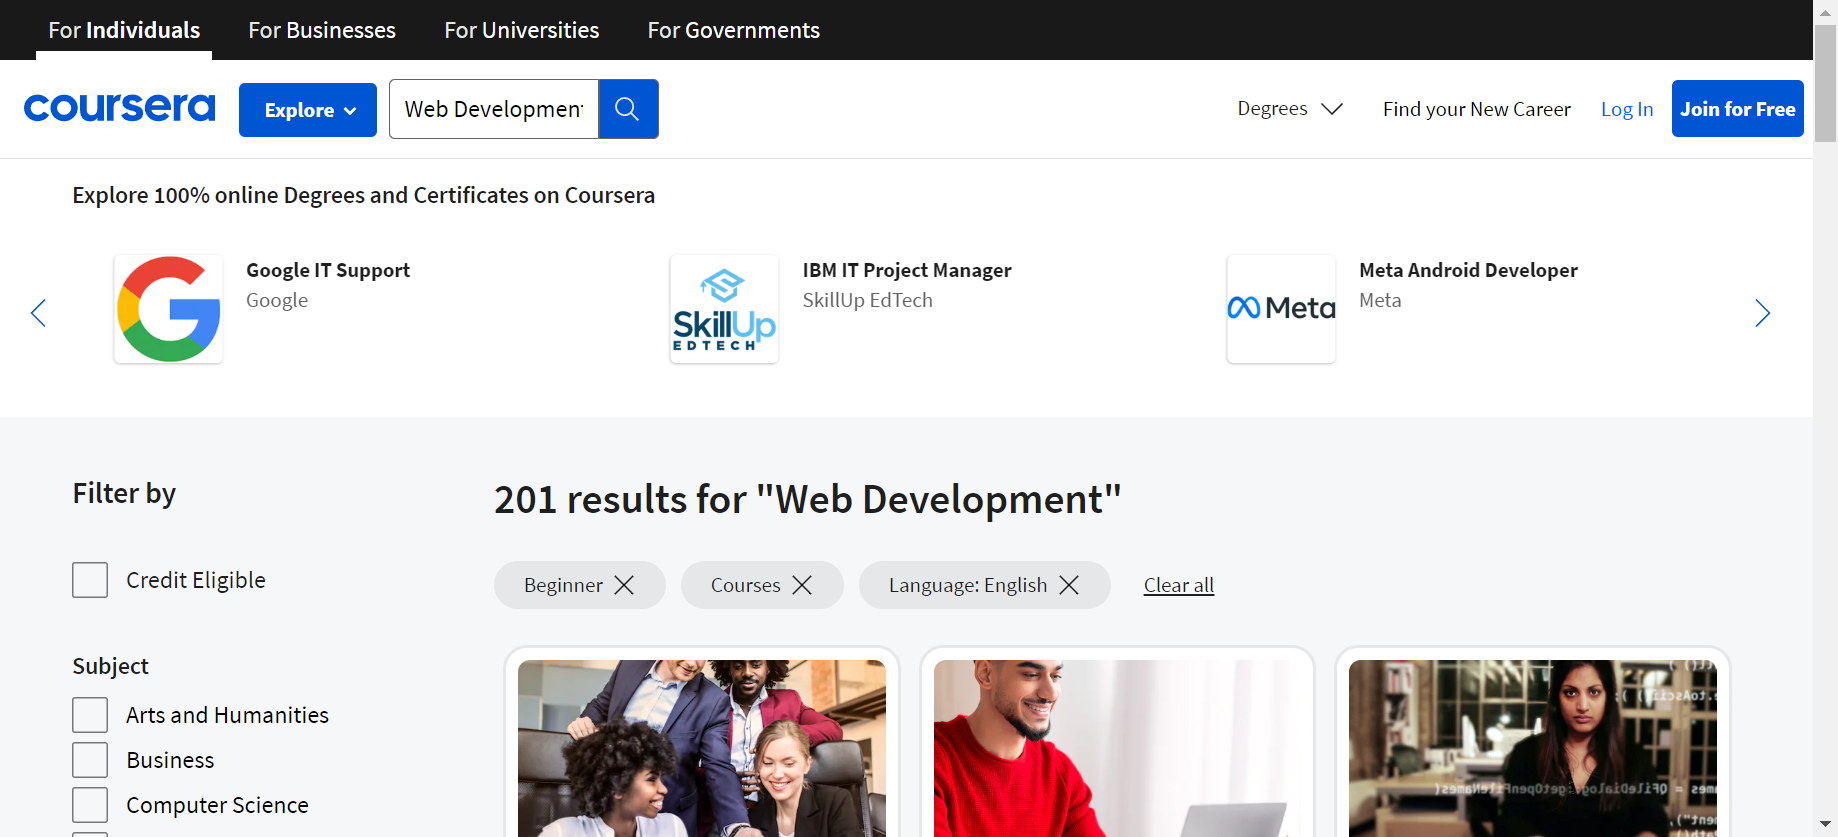 For Individuals
For Businesses
For Universities
For Governments
coursera
Explore
Web Development
Degrees
Find your New Career
Log In
Join for Free
Explore 100% online Degrees and Certificates on Coursera
Google IT Support
Google
SkillUp
EDTECH
IBM IT Project Manager
SkillUp EdTech
Meta
Meta Android Developer
Meta
Filter by
Credit Eligible
Subject
Arts and Humanities
Business
Computer Science
201 results for "Web Development"
Beginner
Courses
Language: English
Clear all